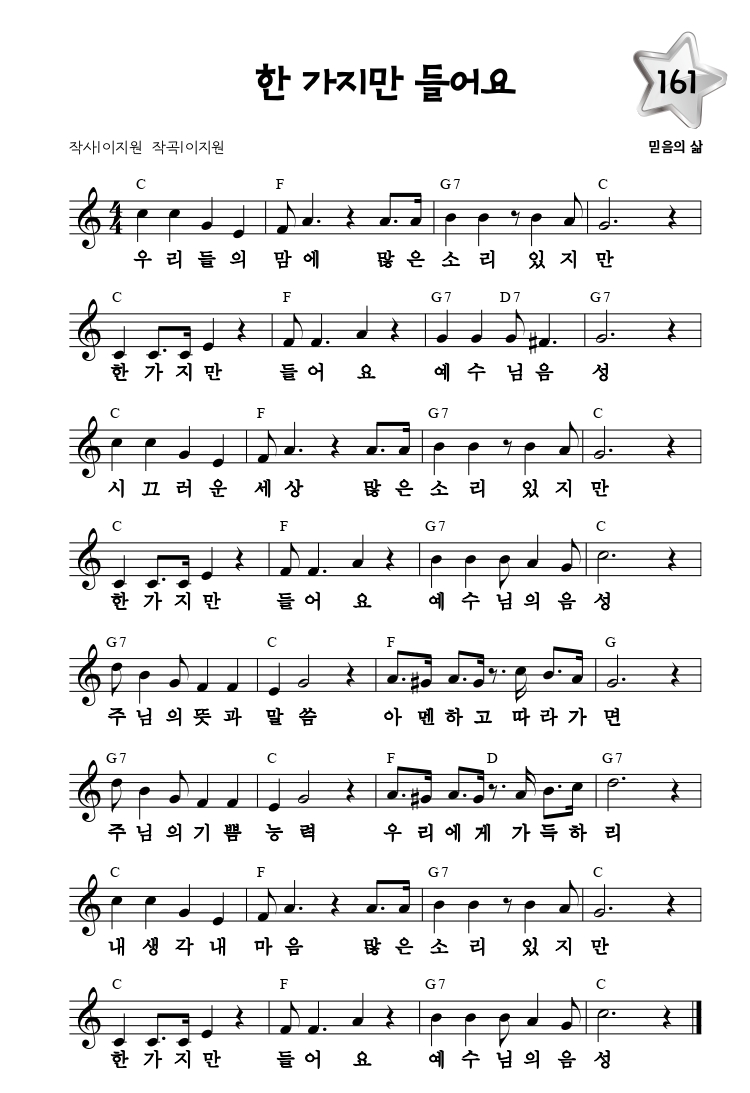 한 가지만 들어요
161
작사|이지원 작곡|이지원
믿음의 삶
C F G7 C
우 리 들 의 맘 에 많 은 소 리 있 지 만
C F G7 D7 G7
한 가 지 만 들 어 요 예 수 님 음 성
C F G7 C
시 끄 러 운 세 상 많 은 소 리 있 지 만
C F G7 C
한 가 지 만 들 어 요 예 수 님 의 음 성
G7 C F G
주 님 의 뜻 과 말 씀 아 멘 하 고 따 라 가 면
G7 C F D G7
주 님 의 기 쁨 능 력 우 리 에 게 가 득 하 리
C F G7 C
내 생 각 내 마 음 많 은 소 리 있 지 만
C F G7 C
한 가 지 만 들 어 요 예 수 님 의 음 성